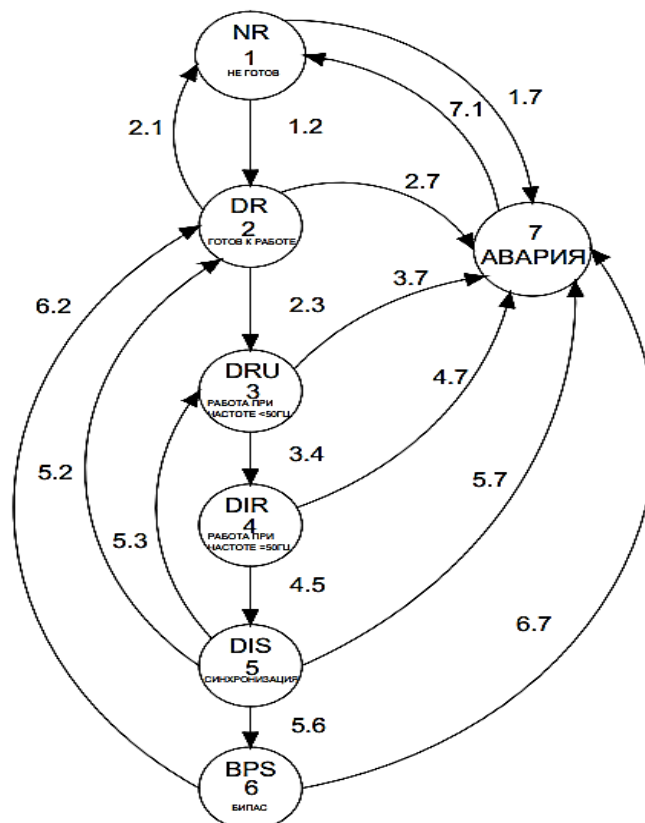 NR
1
НЕ ГОТОВ
1.7
7.1
2.1
1.2
2.7
DR
2
ГОТОВ К РАБОТЕ
7
АВАРИЯ
6.2
2.3
3.7
DRU
3
РАБОТА ПРИ
ЧАСТОТЕ <50ГЦ
4.7
3.4
5.2
5.7
DIR
4
РАБОТА ПРИ
ЧАСТОТЕ =50ГЦ
5.3
4.5
6.7
DIS
5
СИНХРОНИЗАЦИЯ
5.6
BPS
6
БИПАС